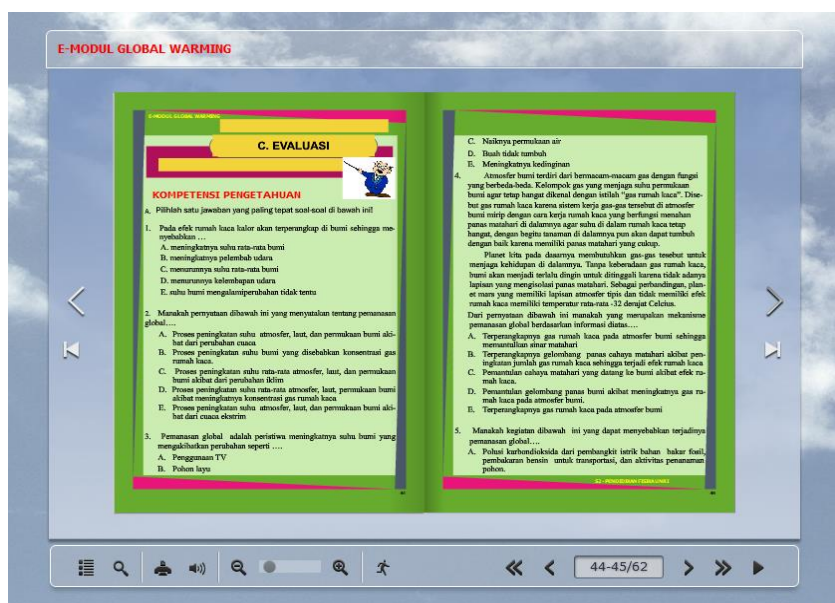 E-MODUL GLOBAL WARMING
E-MODUL GLOBAL WARMING
C. EVALUASI
KOMPETENSI PENGETAHUAN
A. Pilihlah satu jawaban yang paling tepat soal-soal di bawah ini!
1. Pada efek rumah kaca kalor akan terperangkap di bumi sehingga me-
nyebabkan …
A. meningkatnya suhu rata-rata bumi
B. meningkatnya pelembab udara
C. menurunnya suhu rata-rata bumi
D. menurunnya kelembapan udara
E. suhu bumi mengalamiperubahan tidak tentu
2. Manakah pernyataan dibawah ini yang menyatakan tentang pemanasan
global….
A. Proses peningkatan suhu atmosfer, laut, dan permukaan bumi aki-
bat dari perubahan cuaca
B. Proses peningkatan suhu bumi yang disebabkan konsentrasi gas
rumah kaca.
C. Proses peningkatan suhu rata-rata atmosfer, laut, dan permukaan
bumi akibat dari perubahan iklim
D. Proses peningkatan suhu rata-rata atmosfer, laut, permukaan bumi
akibat meningkatnya konsentrasi gas rumah kaca
E. Proses peningkatan suhu atmosfer, laut, dan permukaan bumi aki-
bat dari cuaca ekstrim
3. Pemanasan global adalah peristiwa meningkatnya suhu bumi yang
mengakibatkan perubahan seperti ….
A. Penggunaan TV
B. Pohon layu
C. Naiknya permukaan air
D. Buah tidak tumbuh
E. Meningkatnya kedinginan
4. Atmosfer bumi terdiri dari bermacam-macam gas dengan fungsi
yang berbeda-beda. Kelompok gas yang menjaga suhu permukaan
bumi agar tetap hangat dikenal dengan istilah “gas rumah kaca”. Dise-
but gas rumah kaca karena sistem kerja gas-gas tersebut di atmosfer
bumi mirip dengan cara kerja rumah kaca yang berfungsi menahan
panas matahari di dalamnya agar suhu di dalam rumah kaca tetap
hangat, dengan begitu tanaman di dalamnya pun akan dapat tumbuh
dengan baik karena memiliki panas matahari yang cukup.
Planet kita pada dasarnya membutuhkan gas-gas tesebut untuk
menjaga kehidupan di dalamnya. Tanpa keberadaan gas rumah kaca,
bumi akan menjadi terlalu dingin untuk ditinggali karena tidak adanya
lapisan yang mengisolasi panas matahari. Sebagai perbandingan, plan-
et mars yang memiliki lapisan atmosfer tipis dan tidak memiliki efek
rumah kaca memiliki temperatur rata-rata -32 derajat Celcius.
Dari pernyataan dibawah ini manakah yang merupakan mekanisme
pemanasan global berdasarkan informasi diatas….
A. Terperangkapnya gas rumah kaca pada atmosfer bumi sehingga
memantulkan sinar matahari
B. Terperangkapnya gelombang panas cahaya matahari akibat pen-
ingkatan jumlah gas rumah kaca sehingga terjadi efek rumah kaca
C. Pemantulan cahaya matahari yang datang ke bumi akibat efek ru-
mah kaca.
D. Pemantulan gelombang panas bumi akibat meningkatnya gas ru-
mah kaca pada atmosfer bumi.
E. Terperangkapnya gas rumah kaca pada atmosfer bumi
5. Manakah kegiatan dibawah ini yang dapat menyebabkan terjadinya
pemanasan global….
A. Polusi karbondioksida dari pembangkit istrik bahan bakar fosil,
pembakaran bensin untuk transportasi, dan aktivitas penanaman
pohon.
S2 - PENDIDIKAN FISIKA UNRI
44-45/62